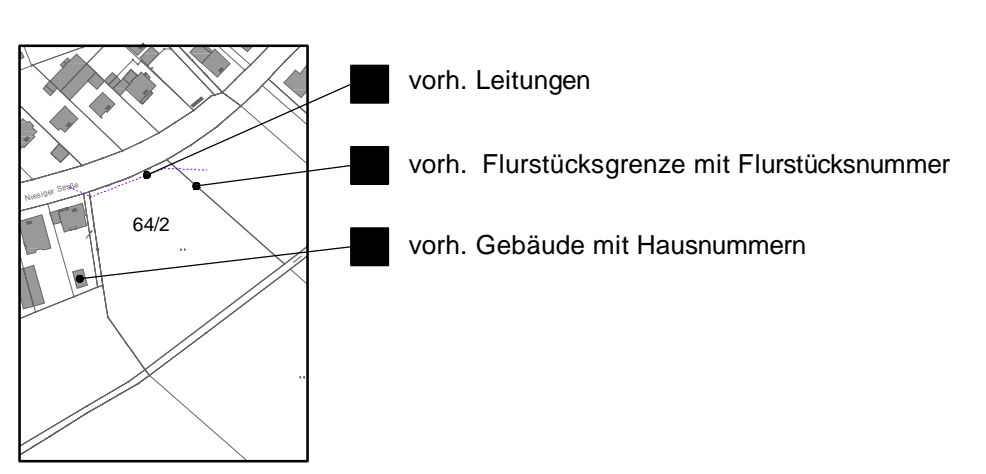 vorh. Leitungen
vorh. Flurstücksgrenze mit Flurstücksnummer
Niesiger Straße
64/2
vorh. Gebäude mit Hausnummern